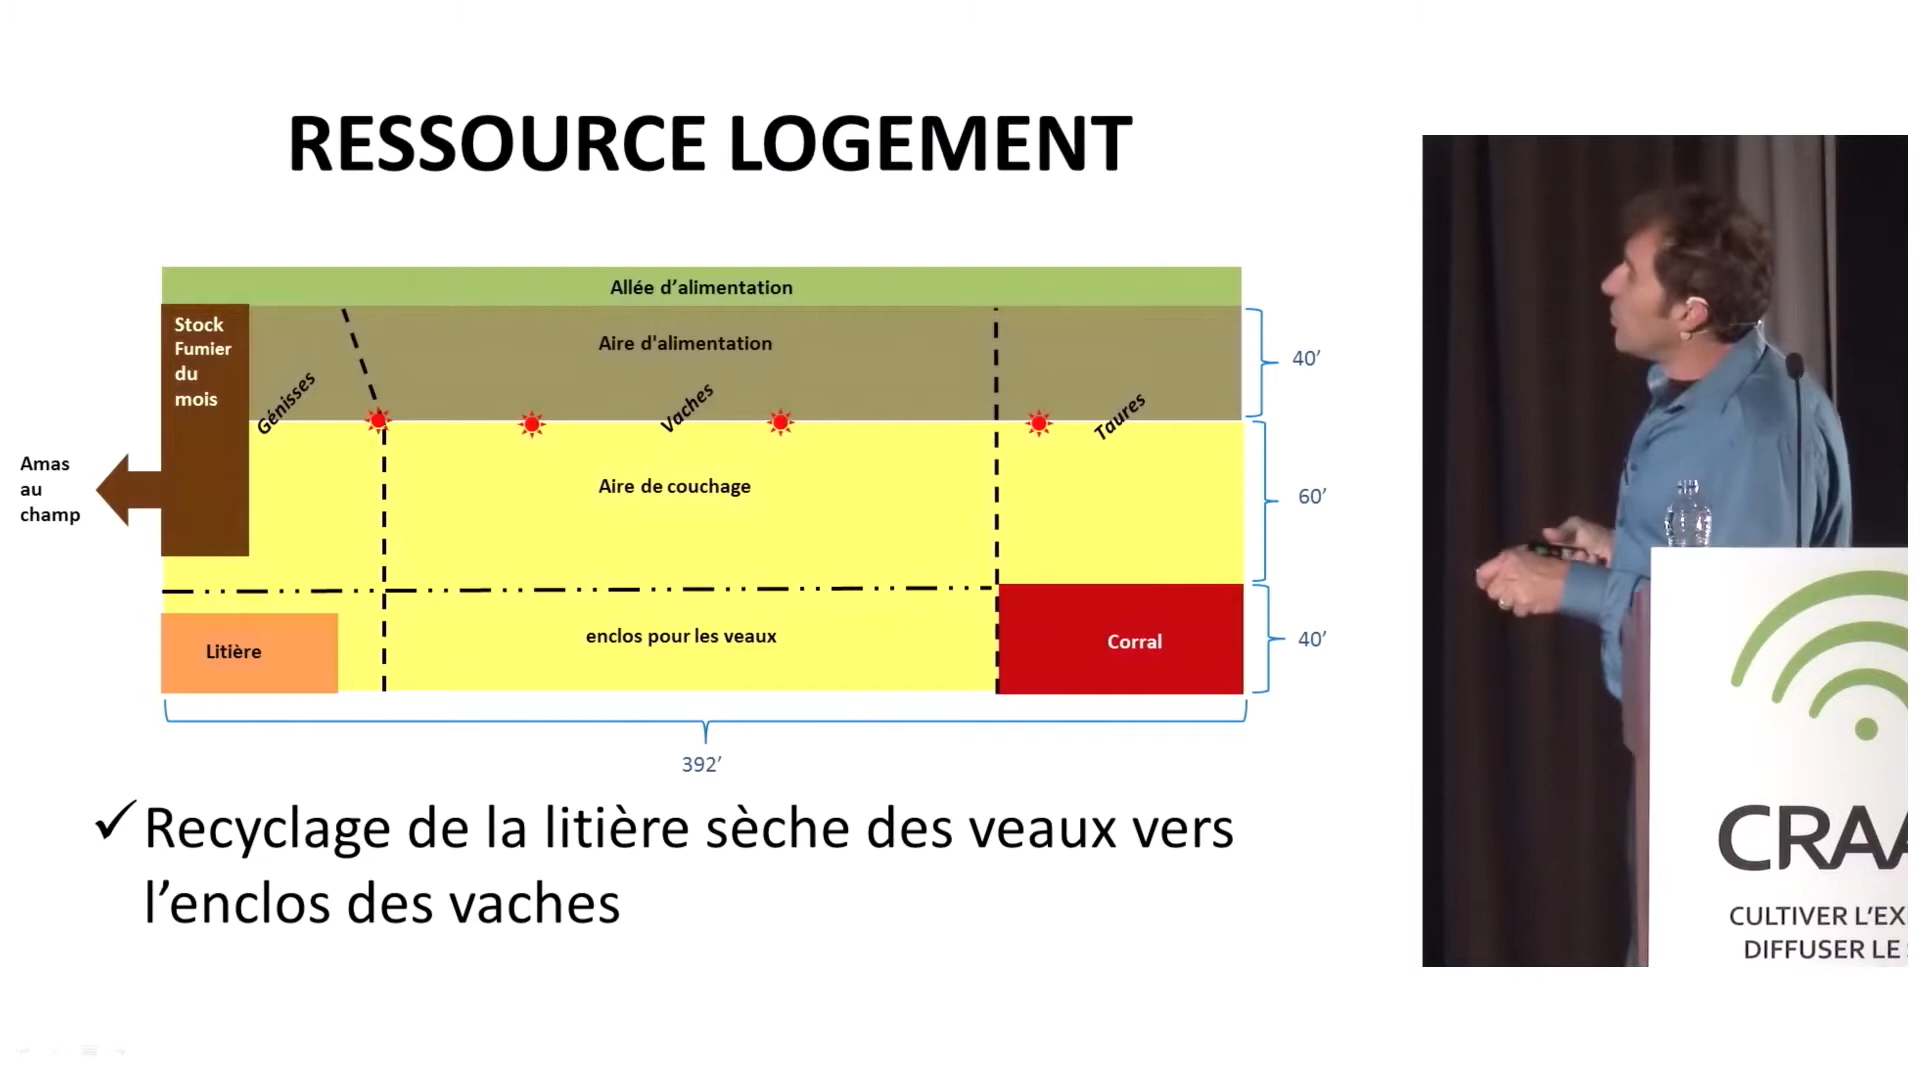 RESSOURCE LOGEMENT
Allée d'alimentation
Stock
Fumier
du
mois
Aire d'alimentation
40'
Génisses
Vaches
Taures
Amas
au
champ
Aire de couchage
60'
Litière
enclos pour les veaux
Corral
40'
392'
✓ Recyclage de la litière sèche des veaux vers
l'enclos des vaches
CRAA
CULTIVER L'EX
DIFFUSER LE